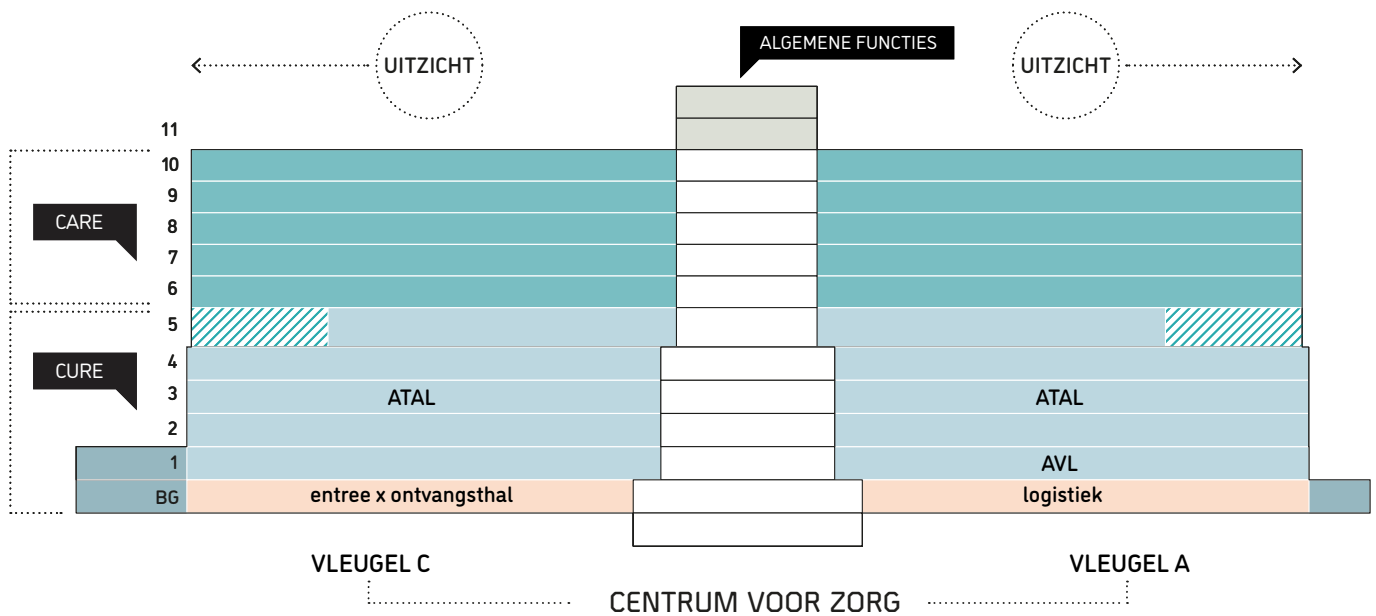 ALGEMENE FUNCTIES
UITZICHT
UITZICHT
11
10
9
CARE
8
7
6
5
CURE
4
3
ATAL
ATAL
2
1
AVL
BG
entree x ontvangsthal
logistiek
VLEUGEL C
VLEUGEL A
CENTRUM VOOR ZORG